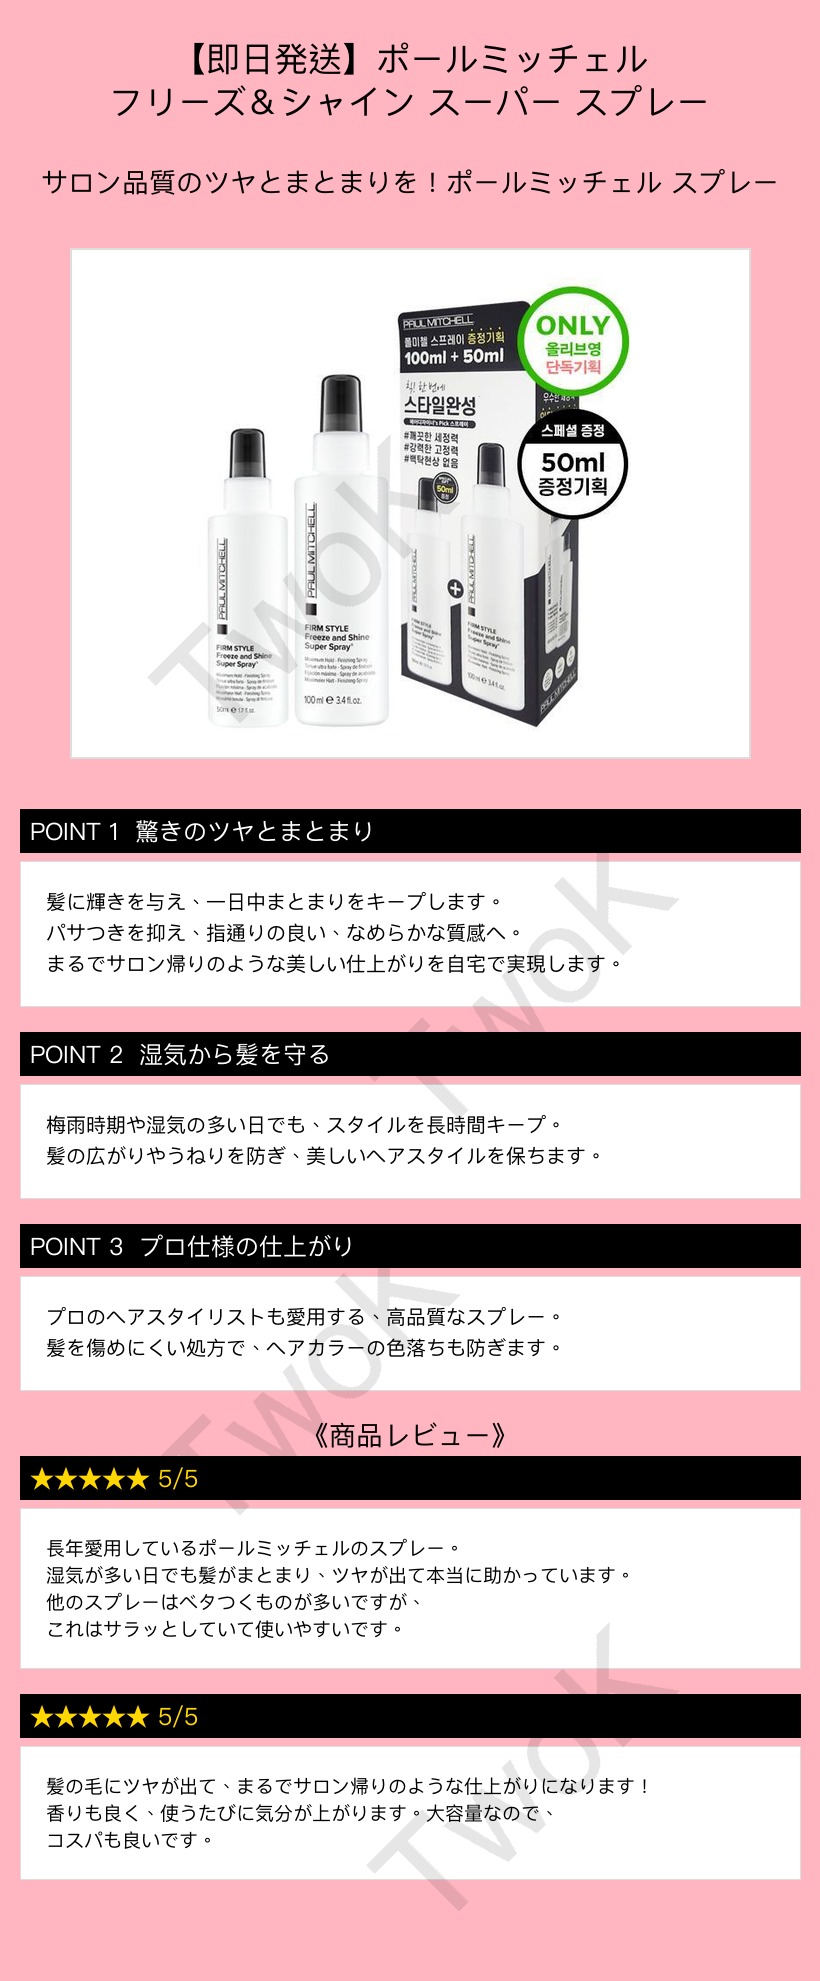 【即日発送】ポールミッチェル
フリーズ＆シャイン スーパー スプレー
サロン品質のツヤとまとまりを！ポールミッチェル スプレー
PAUL MITCHELL
FIRM STYLE
Freeze and Shine
Super Spray
50ml
PAUL MITCHELL
FIRM STYLE
Freeze and Shine
Super Spray
Maximum Hold - Finishing Spray
100 ml ℮ 3.4 fl.oz.
PAUL MITCHELL
폴미첼 스프레이 증정기획
100ml + 50ml
칙! 한 번에
스타일완성
#깨끗한 세정력
#강력한 고정력
#백탁현상 없음
50ml
+
FIRM STYLE
Freeze and Shine
Super Spray
PAUL MITCHELL
ONLY
올리브영
단독기획
스페셜 증정
50ml
증정기획
POINT 1 驚きのツヤとまとまり
髪に輝きを与え、一日中まとまりをキープします。
パサつきを抑え、指通りの良い、なめらかな質感へ。
まるでサロン帰りのような美しい仕上がりを自宅で実現します。
POINT 2 湿気から髪を守る
梅雨時期や湿気の多い日でも、スタイルを長時間キープ。
髪の広がりやうねりを防ぎ、美しいヘアスタイルを保ちます。
POINT 3 プロ仕様の仕上がり
プロのヘアスタイリストも愛用する、高品質なスプレー。
髪を傷めにくい処方で、ヘアカラーの色落ちも防ぎます。
《商品レビュー》
★★★★★ 5/5
長年愛用しているポールミッチェルのスプレー。
湿気が多い日でも髪がまとまり、ツヤが出て本当に助かっています。
他のスプレーはベタつくものが多いですが、
これはサラッとしていて使いやすいです。
★★★★★ 5/5
髪の毛にツヤが出て、まるでサロン帰りのような仕上がりになります！
香りも良く、使うたびに気分が上がります。大容量なので、
コスパも良いです。
TwoK
TwoK
TwoK
TwoK